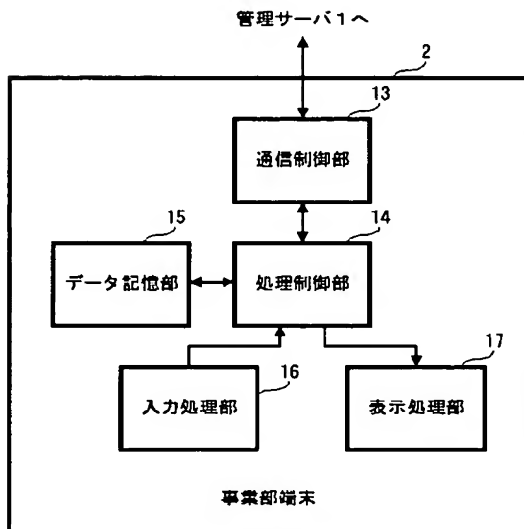 管理サーバ1へ
2
13
通信制御部
15
14
データ記憶部
処理制御部
16
17
入力処理部
表示処理部
事業部端末